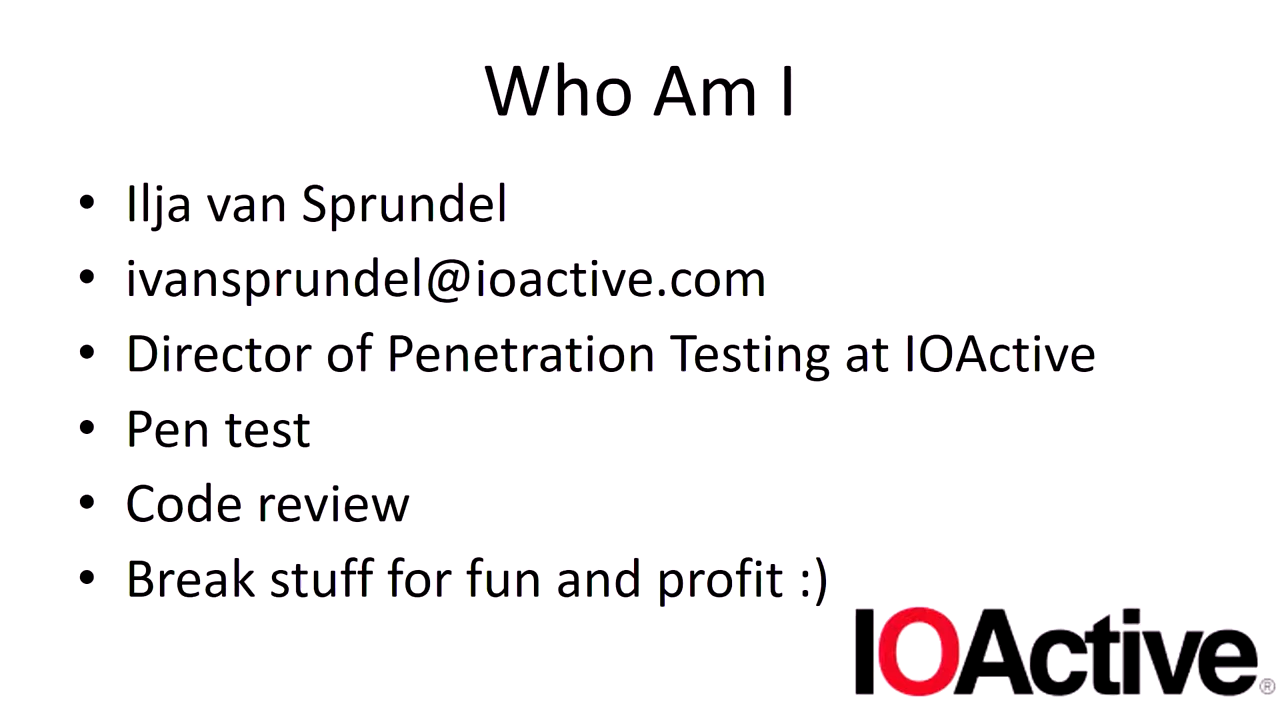 Who Am I
• Ilja van Sprundel
• ivansprundel@ioactive.com
• Director of Penetration Testing at IOActive
• Pen test
• Code review
• Break stuff for fun and profit :)
IOActive®